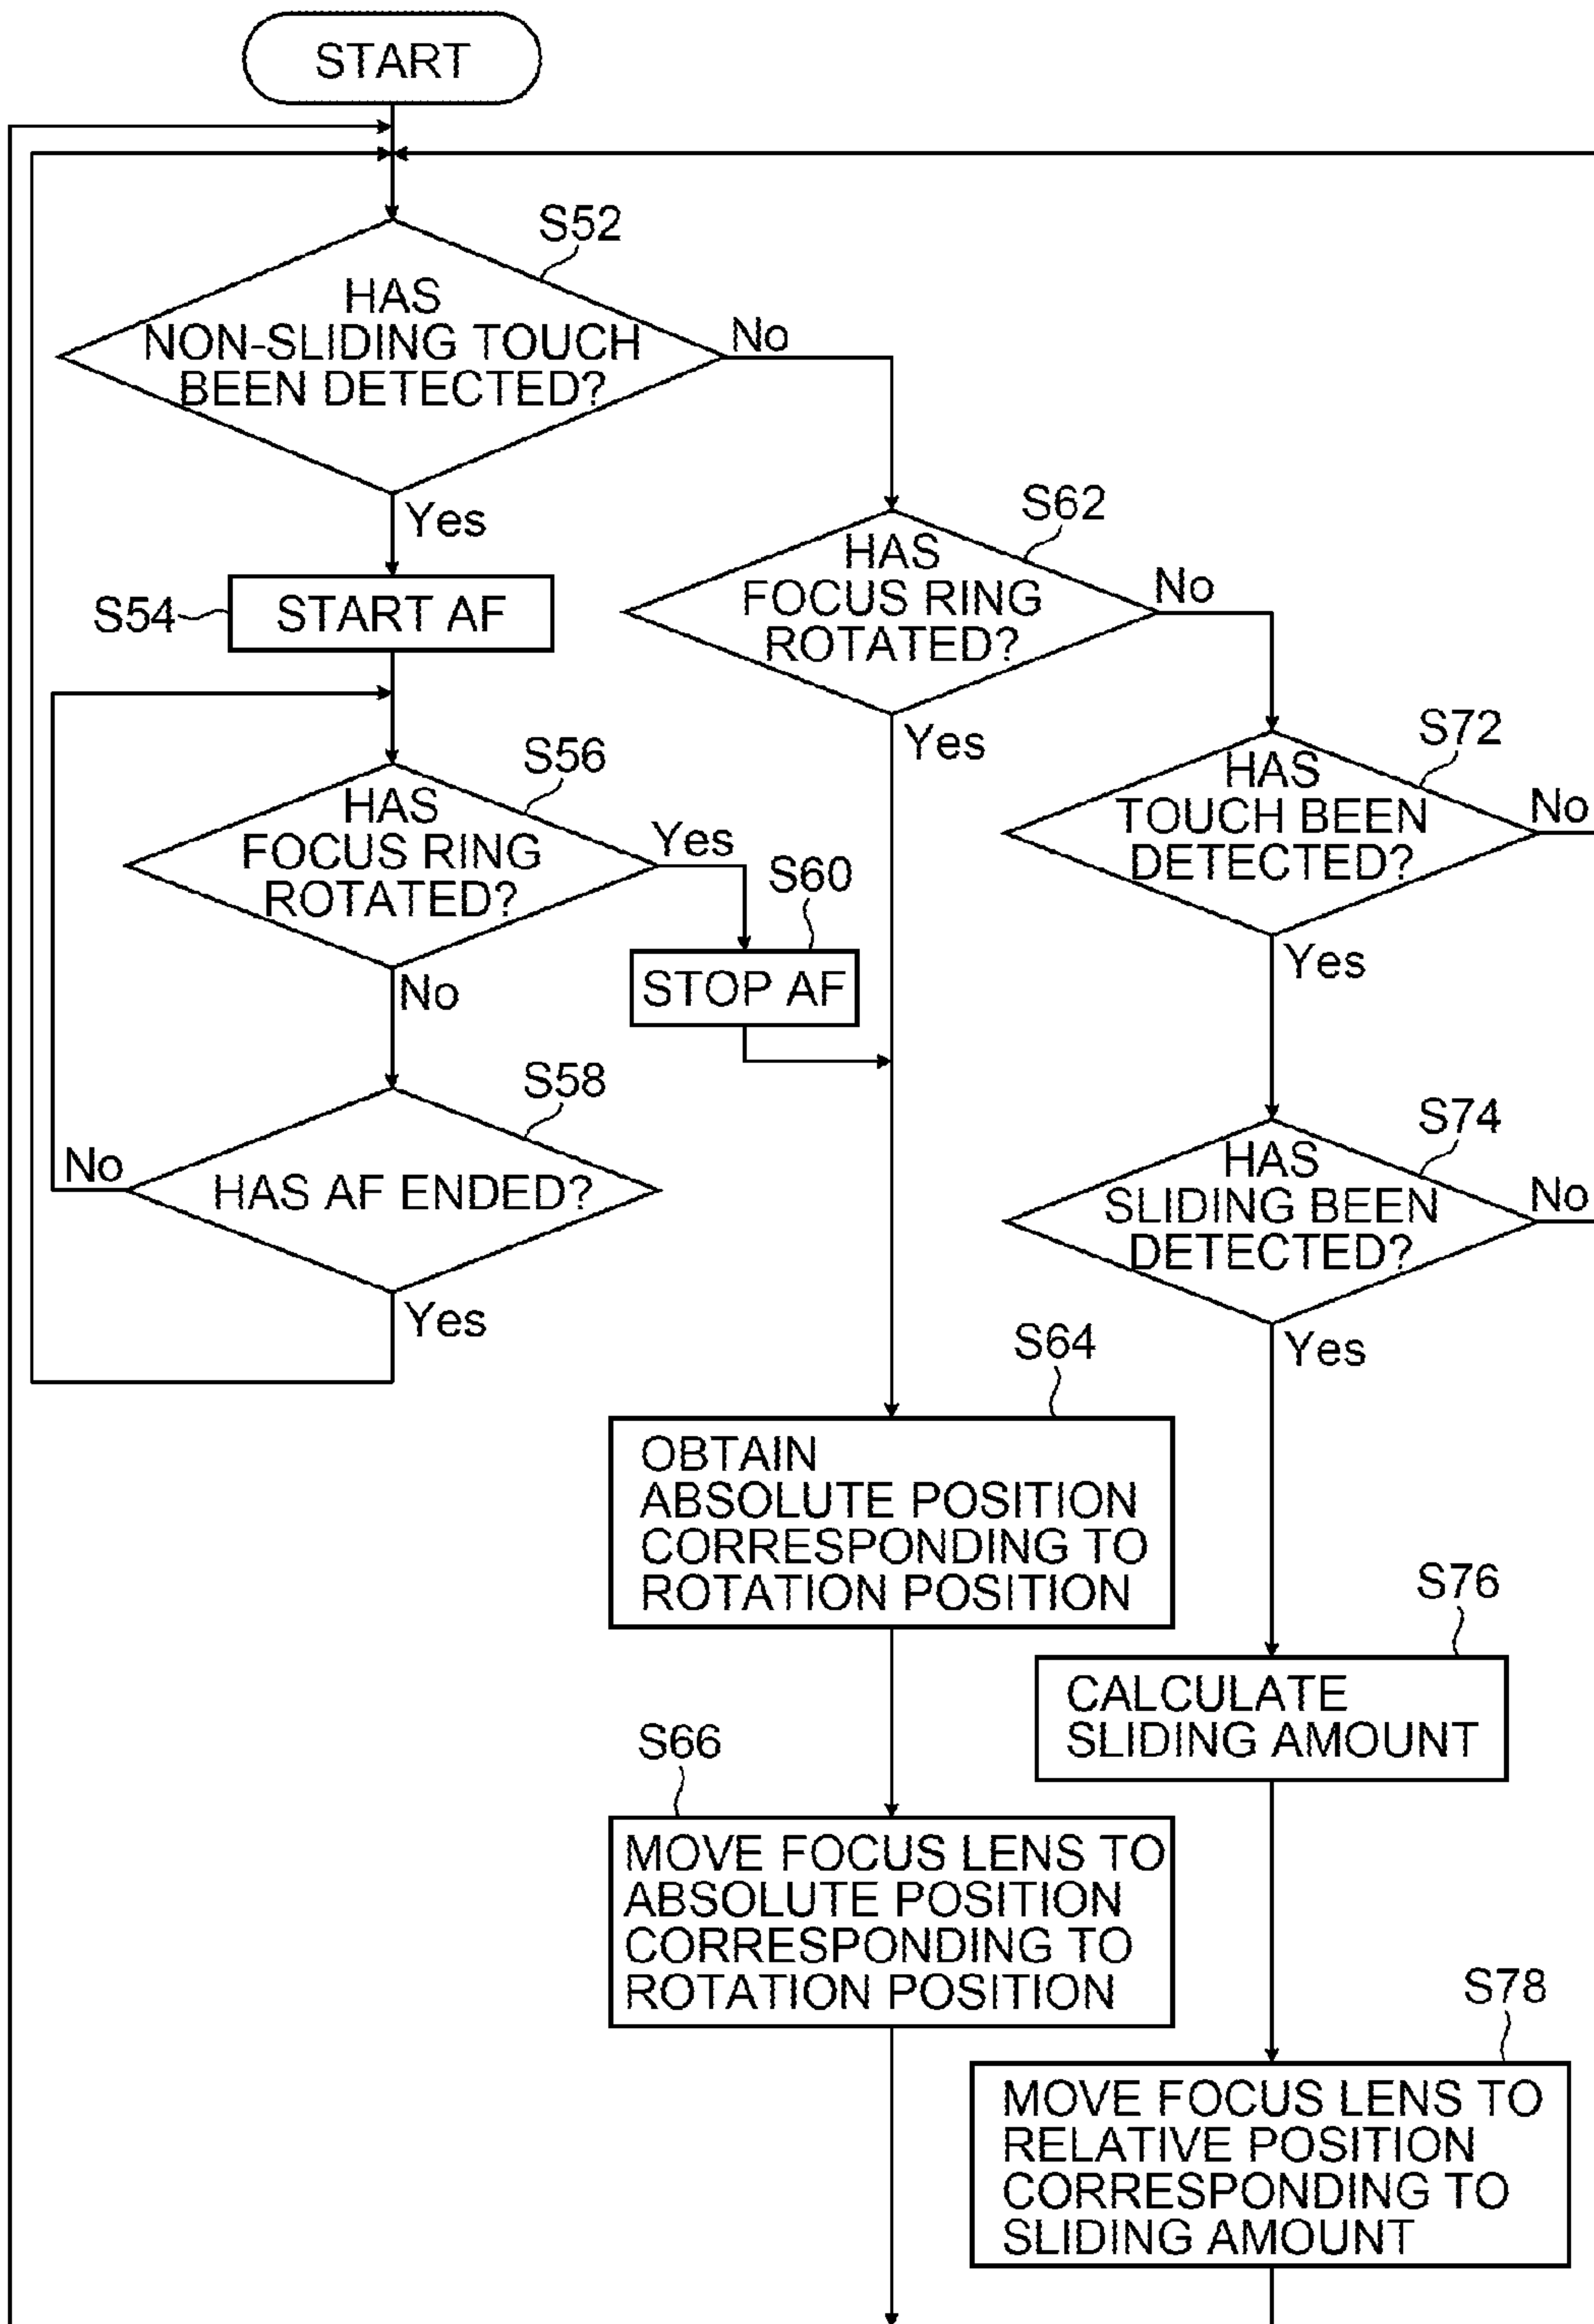 START
S52
HAS
NON-SLIDING TOUCH
BEEN DETECTED?
No
Yes
S54
START AF
S62
HAS
FOCUS RING
ROTATED?
No
Yes
S56
HAS
FOCUS RING
ROTATED?
Yes
No
S60
STOP AF
S72
HAS
TOUCH BEEN
DETECTED?
No
Yes
S58
HAS AF ENDED?
No
Yes
S74
HAS
SLIDING BEEN
DETECTED?
No
Yes
S64
OBTAIN
ABSOLUTE POSITION
CORRESPONDING TO
ROTATION POSITION
S76
CALCULATE
SLIDING AMOUNT
S66
MOVE FOCUS LENS TO
ABSOLUTE POSITION
CORRESPONDING TO
ROTATION POSITION
S78
MOVE FOCUS LENS TO
RELATIVE POSITION
CORRESPONDING TO
SLIDING AMOUNT